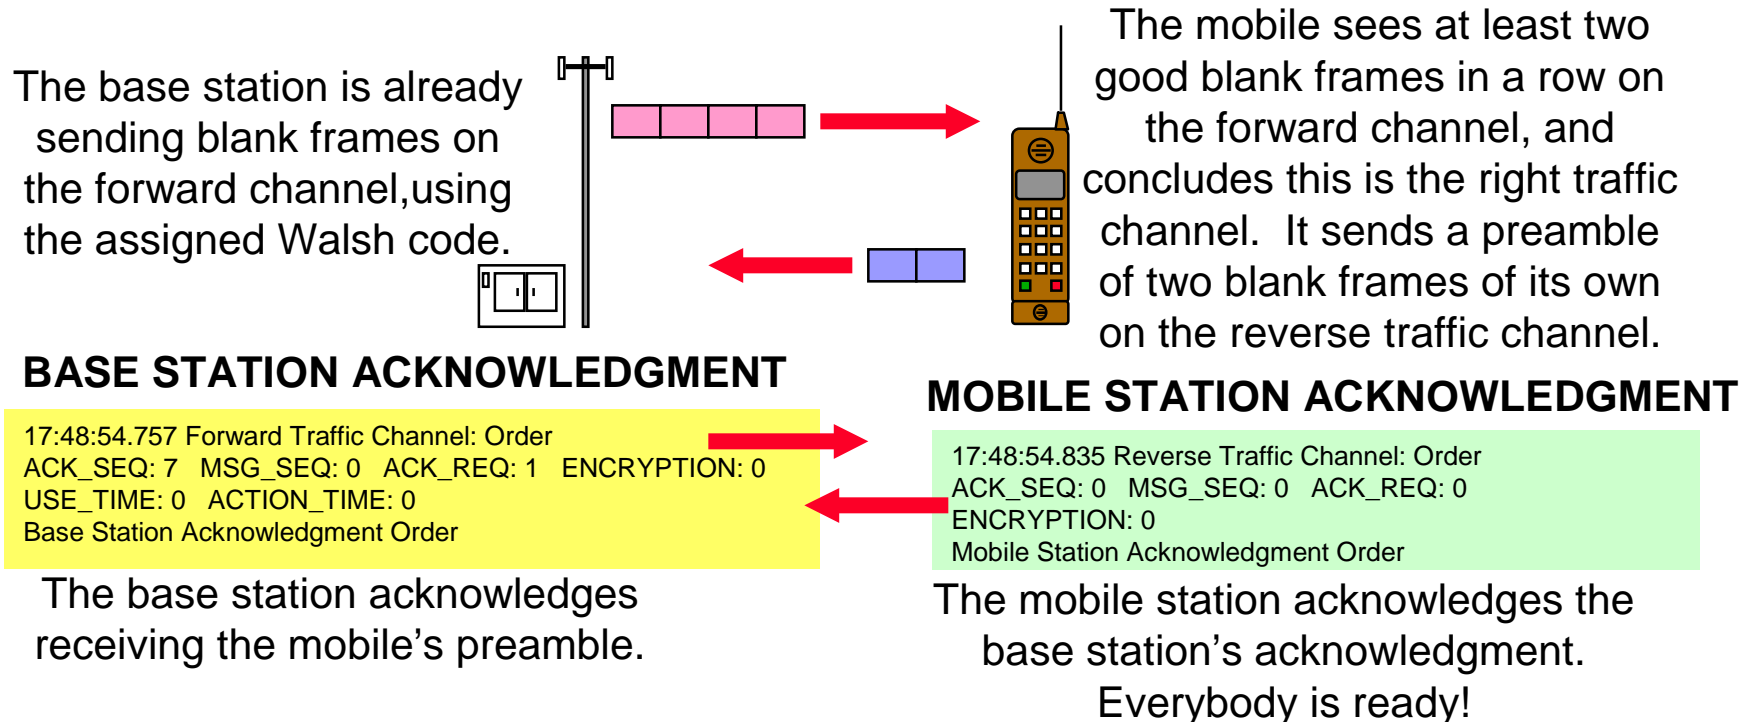 The base station is already
sending blank frames on
the forward channel,using
the assigned Walsh code.
The mobile sees at least two
good blank frames in a row on
the forward channel, and
concludes this is the right traffic
channel. It sends a preamble
of two blank frames of its own
on the reverse traffic channel.
BASE STATION ACKNOWLEDGMENT
17:48:54.757 Forward Traffic Channel: Order
ACK_SEQ: 7 MSG_SEQ: 0 ACK_REQ: 1 ENCRYPTION: 0
USE_TIME: 0 ACTION_TIME: 0
Base Station Acknowledgment Order
The base station acknowledges
receiving the mobile’s preamble.
MOBILE STATION ACKNOWLEDGMENT
17:48:54.835 Reverse Traffic Channel: Order
ACK_SEQ: 0 MSG_SEQ: 0 ACK_REQ: 0
ENCRYPTION: 0
Mobile Station Acknowledgment Order
The mobile station acknowledges the
base station’s acknowledgment.
Everybody is ready!